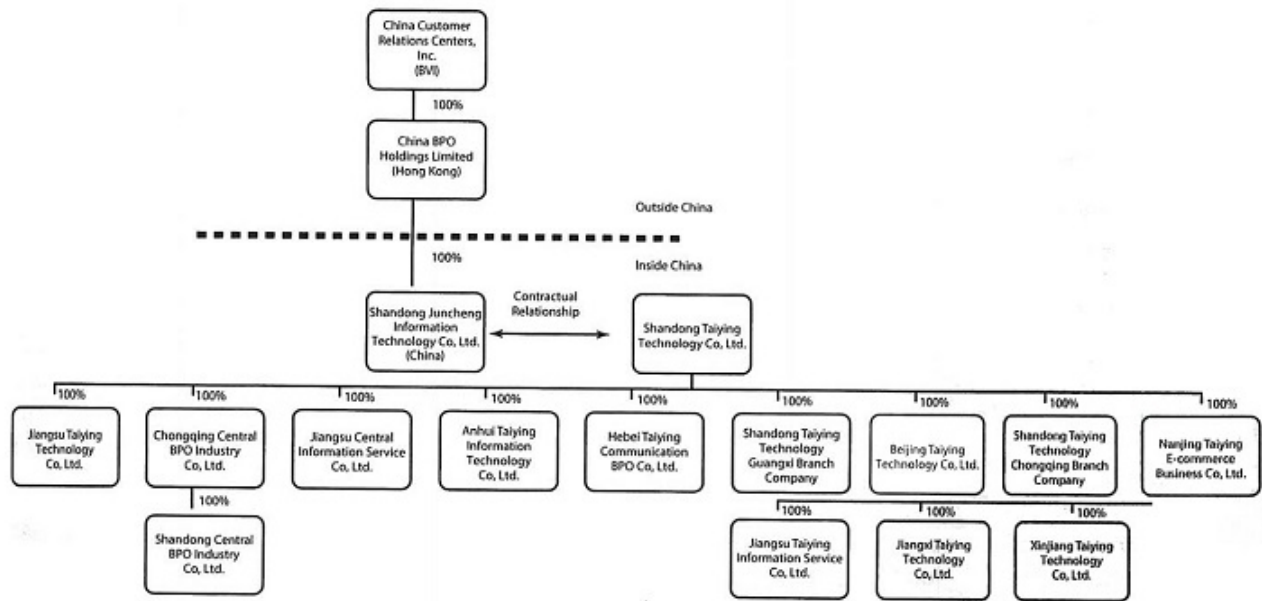 China Customer
Relations Centers,
Inc.
(BVI)
100%
China BPO
Holdings Limited
(Hong Kong)
Outside China
100%
Inside China
Shandong Juncheng
Information
Technology Co, Ltd.
(China)
Contractual
Relationship
Shandong Taiying
Technology Co, Ltd.
100%
100%
100%
100%
100%
100%
100%
100%
100%
Jiangsu Taiying
Technology
Co, Ltd.
Chongqing Central
BPO Industry
Co, Ltd.
Jiangsu Central
Information Service
Co, Ltd.
Anhui Taiying
Information
Technology
Co, Ltd.
Hebei Taiying
Communication
BPO Co, Ltd.
Shandong Taiying
Technology
Guangxi Branch
Company
Beijing Taiying
Technology Co, Ltd.
Shandong Taiying
Technology
Chongqing Branch
Company
Nanjing Taiying
E-commerce
Business Co, Ltd.
100%
100%
100%
100%
Shandong Central
BPO Industry
Co, Ltd.
Jiangsu Taiying
Information Service
Co, Ltd.
Jiangxi Taiying
Technology
Co, Ltd.
Xinjiang Taiying
Technology
Co, Ltd.